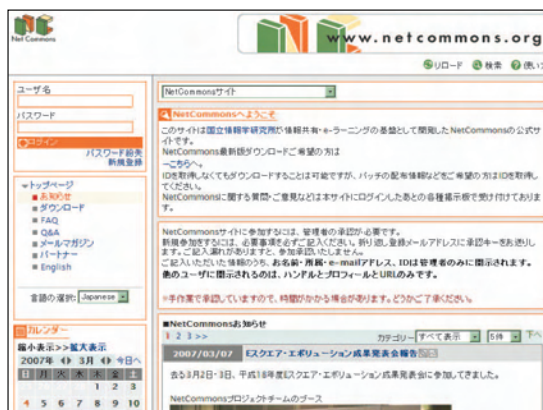 Net Commons
www.netcommons.org
リロード 検索 使い
ユーザ名
パスワード
ログイン
パスワード紛失
新規登録
トップページ
お知らせ
ダウンロード
FAQ
Q&A
メールマガジン
パートナー
English
言語の選択: Japanese
カレンダー
縮小表示>>拡大表示
2007年 3月 今日へ
日 月 火 水 木 金 土
1 2 3
4 5 6 7 8 9 10
NetCommonsサイト
NetCommonsへようこそ
このサイトは国立情報学研究所が情報共有・e-ラーニングの基盤として開発したNetCommonsの公式サ
イトです。
NetCommons最新版ダウンロードご希望の方は
→こちらへ。
IDを取得しなくてもダウンロードすることは可能ですが、パッチの配布情報などをご希望の方はIDを取得し
てください。
NetCommonsに関する質問・ご意見などは本サイトにログインしたあとの各種掲示板で受け付けておりま
す。
NetCommonsサイトに参加するには、管理者の承認が必要です。
新規参加をするには、必要事項を必ずご記入ください。折り返し登録メールアドレスに承認キーをお送りし
ます。ご記入漏れがありますと、参加承認いたしません。
ご記入いただいた情報のうち、お名前・所属・e-mailアドレス、IDは管理者のみに開示されます。
他のユーザに開示されるのは、ハンドルとプロフィールとURLのみです。
*手作業で承認していますので、時間がかかる場合があります。どうかご了承ください。
■NetCommonsお知らせ
1 2 3 >> カテゴリー すべて表示 5件 下へ
2007/03/07 Eスクエア・エボリューション成果発表会報告
去る3月2日・3日、平成18年度Eスクエア・エボリューション成果発表会に参加してきました。
NetCommonsプロジェクトチームのブース